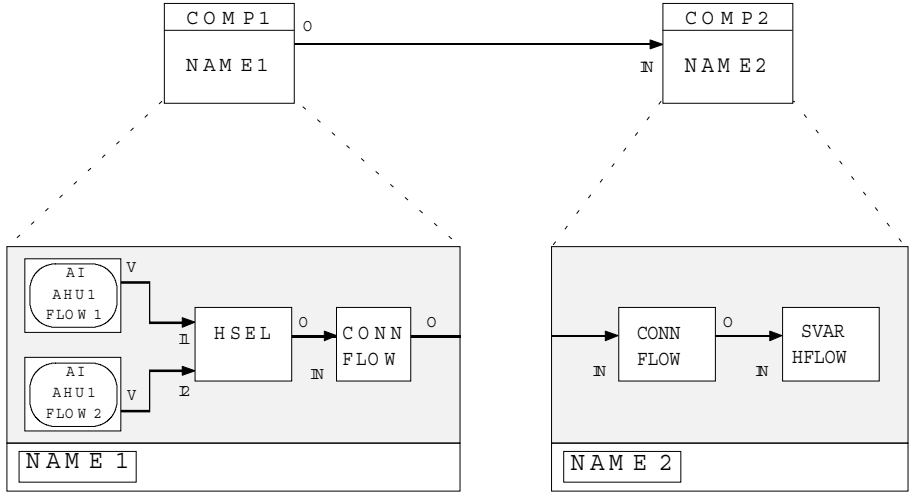 COMP1
O
COMP2
NAME1
IN
NAME2
AI
AHU1
FLOW1
V
I1
HSEL
O
IN
CONN
FLOW
O
AI
AHU1
FLOW2
V
I2
NAME1
IN
CONN
FLOW
O
IN
SVAR
HFLOW
NAME2